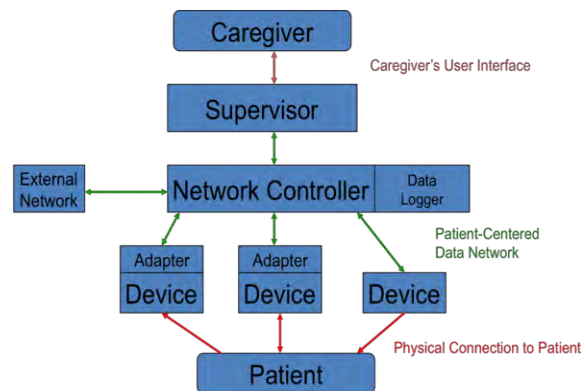 Caregiver
Caregiver's User Interface
Supervisor
External
Network
Network Controller
Data
Logger
Patient-Centered
Data Network
Adapter
Device
Adapter
Device
Device
Physical Connection to Patient
Patient